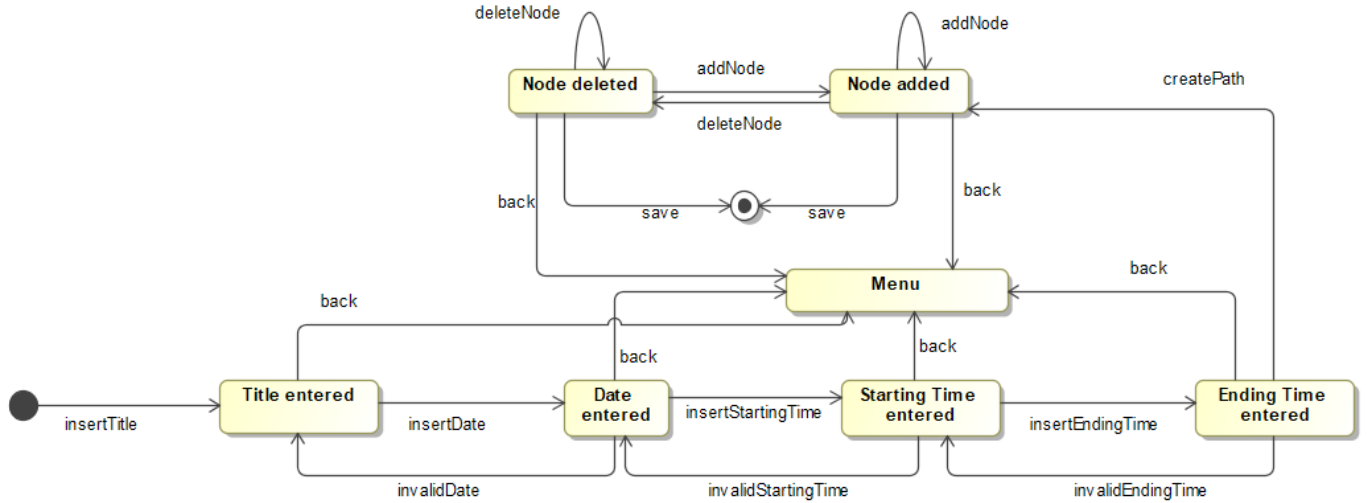 deleteNode
addNode
Node deleted
addNode
Node added
createPath
deleteNode
back
save
save
back
Menu
back
back
back
back
Title entered
Date
entered
Starting Time
entered
Ending Time
entered
insertTitle
insertDate
insertStartingTime
insertEndingTime
invalidDate
invalidStartingTime
invalidEndingTime